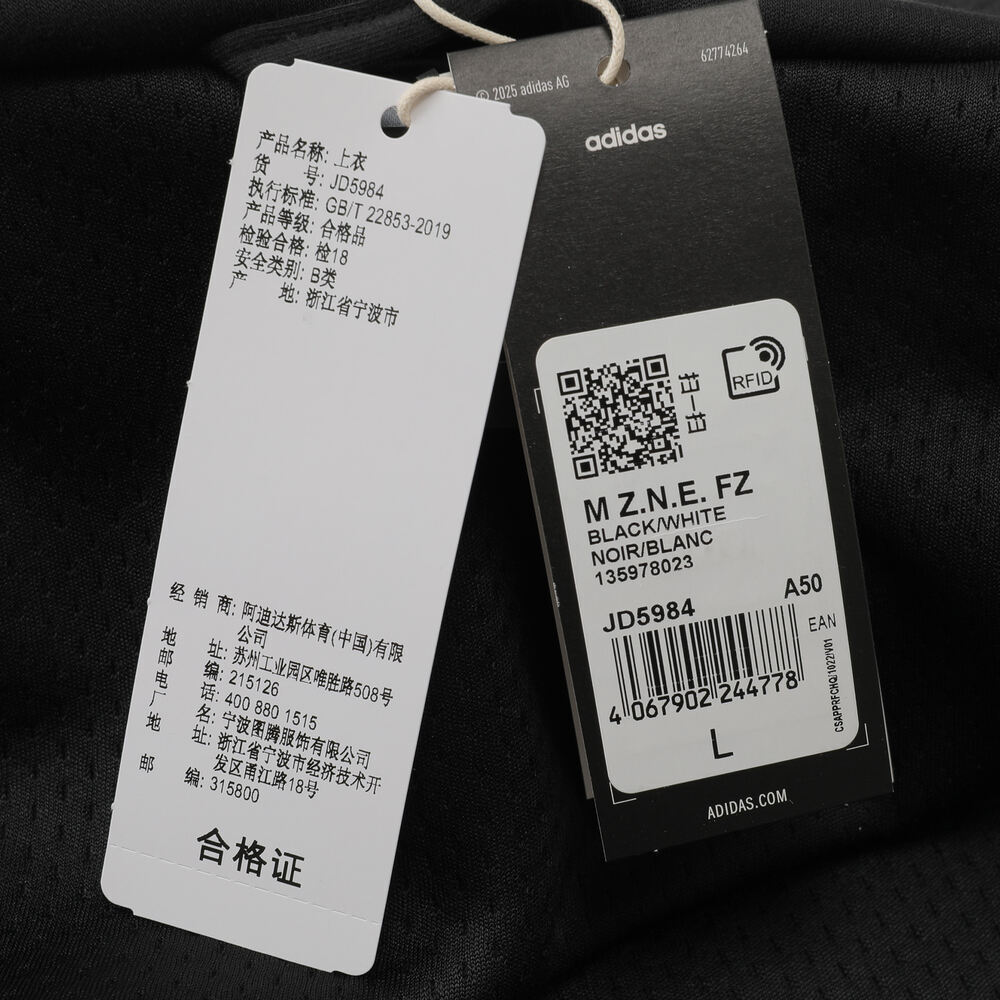 产品名称: 上衣
货 号: JD5984
执行标准: GB/T 22853-2019
产品等级: 合格品
检验合格: 检18
安全类别: B类
产 地: 浙江省宁波市
经 销 商: 阿迪达斯体育(中国)有限
公司
地 址: 苏州工业园区唯胜路508号
邮 编: 215126
电 话: 400 880 1515
厂 名: 宁波图腾服饰有限公司
地 址: 浙江省宁波市经济技术开
发区甬江路18号
邮 编: 315800
合格证
© 2025 adidas AG
62774264
adidas
RFID
M Z.N.E. FZ
BLACK/WHITE
NOIR/BLANC
135978023
JD5984
A50
EAN
4 067902 244778
CSAPPRFCHQ/1022/V01
L
ADIDAS.COM